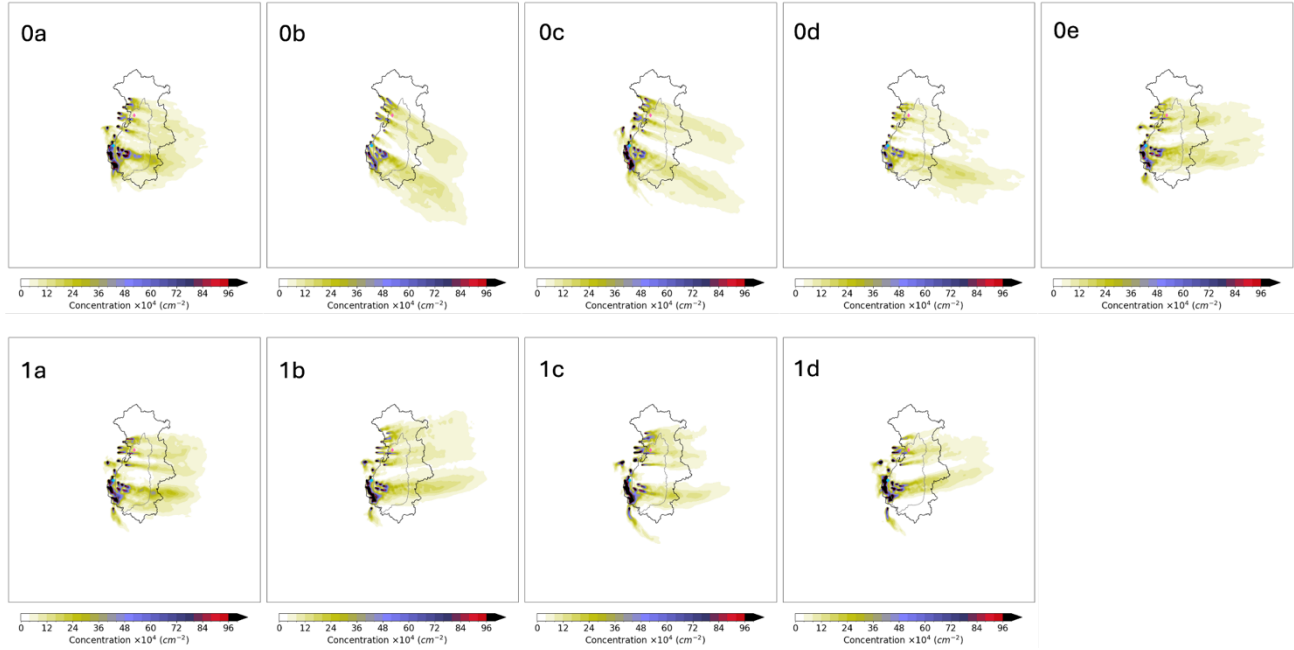 0a 0b 0c 0d 0e
0 12 24 36 48 60 72 84 96 0 12 24 36 48 60 72 84 96 0 12 24 36 48 60 72 84 96 0 12 24 36 48 60 72 84 96 0 12 24 36 48 60 72 84 96
Concentration ×10⁴ (cm⁻²) Concentration ×10⁴ (cm⁻²) Concentration ×10⁴ (cm⁻²) Concentration ×10⁴ (cm⁻²) Concentration ×10⁴ (cm⁻²)
1a 1b 1c 1d
0 12 24 36 48 60 72 84 96 0 12 24 36 48 60 72 84 96 0 12 24 36 48 60 72 84 96 0 12 24 36 48 60 72 84 96
Concentration ×10⁴ (cm⁻²) Concentration ×10⁴ (cm⁻²) Concentration ×10⁴ (cm⁻²) Concentration ×10⁴ (cm⁻²)